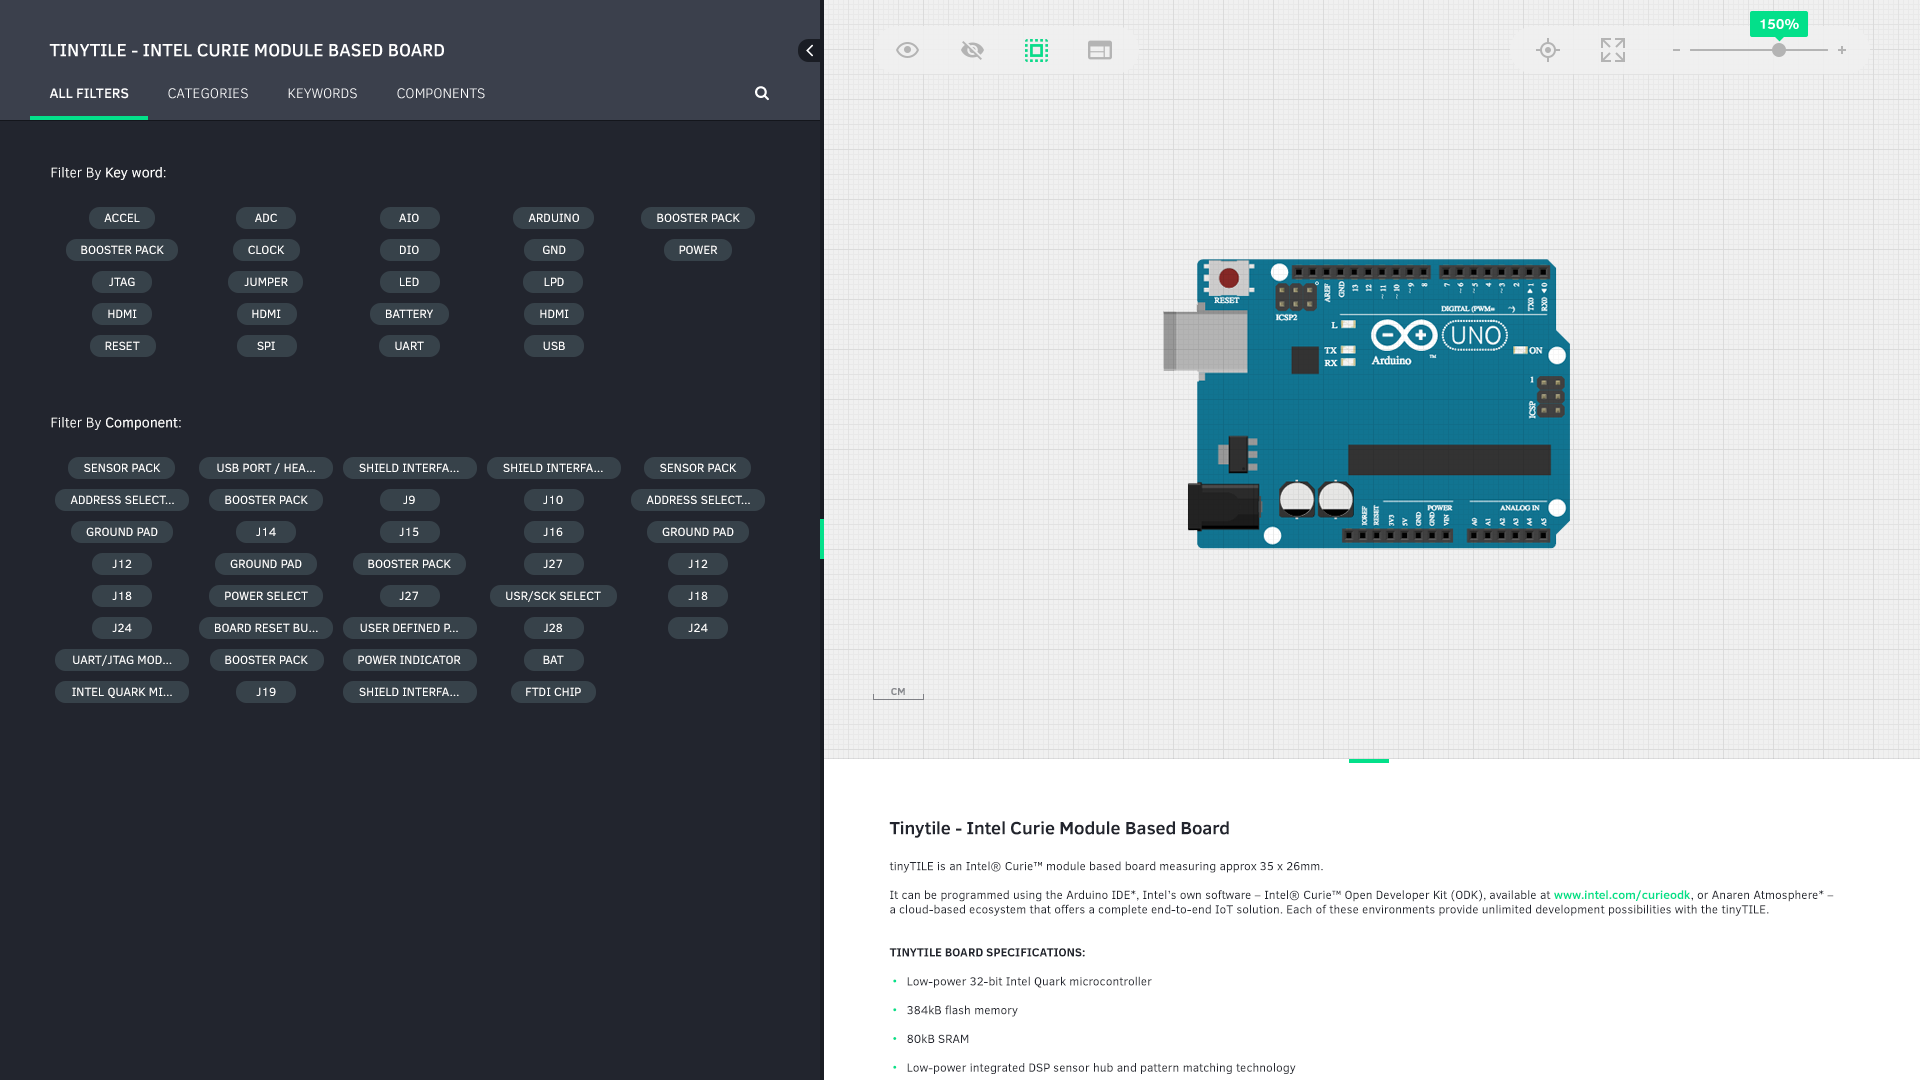 TINYTILE - INTEL CURIE MODULE BASED BOARD
ALL FILTERS CATEGORIES KEYWORDS COMPONENTS
Filter By Key word:
ACCEL ADC AIO ARDUINO BOOSTER PACK
BOOSTER PACK CLOCK DIO GND POWER
JTAG JUMPER LED LPD
HDMI HDMI BATTERY HDMI
RESET SPI UART USB
Filter By Component:
SENSOR PACK USB PORT / HEA... SHIELD INTERFA... SHIELD INTERFA... SENSOR PACK
ADDRESS SELECT... BOOSTER PACK J9 J10 ADDRESS SELECT...
GROUND PAD J14 J15 J16 GROUND PAD
J12 GROUND PAD BOOSTER PACK J27 J12
J18 POWER SELECT J27 USR/SCK SELECT J18
J24 BOARD RESET BU... USER DEFINED P... J28 J24
UART/JTAG MOD... BOOSTER PACK POWER INDICATOR BAT
INTEL QUARK MI... J19 SHIELD INTERFA... FTDI CHIP
150%
- +
RESET
ICSP2
AREF
GND
13
12
~11
~10
~9
8
7
~6
~5
4
~3
2
TX0 ▶ 1
RX0 ◀ 0
DIGITAL (PWM= ~)
L
TX
RX
UNO
Arduino ™
ON
1
ICSP
POWER ANALOG IN
IOREF
RESET
3V3
5V
GND
GND
VIN
A0
A1
A2
A3
A4
A5
CM
Tinytile - Intel Curie Module Based Board
tinyTILE is an Intel® Curie™ module based board measuring approx 35 x 26mm.
It can be programmed using the Arduino IDE*, Intel's own software – Intel® Curie™ Open Developer Kit (ODK), available at www.intel.com/curieodk, or Anaren Atmosphere* –
a cloud-based ecosystem that offers a complete end-to-end IoT solution. Each of these environments provide unlimited development possibilities with the tinyTILE.
TINYTILE BOARD SPECIFICATIONS:
• Low-power 32-bit Intel Quark microcontroller
• 384kB flash memory
• 80kB SRAM
• Low-power integrated DSP sensor hub and pattern matching technology